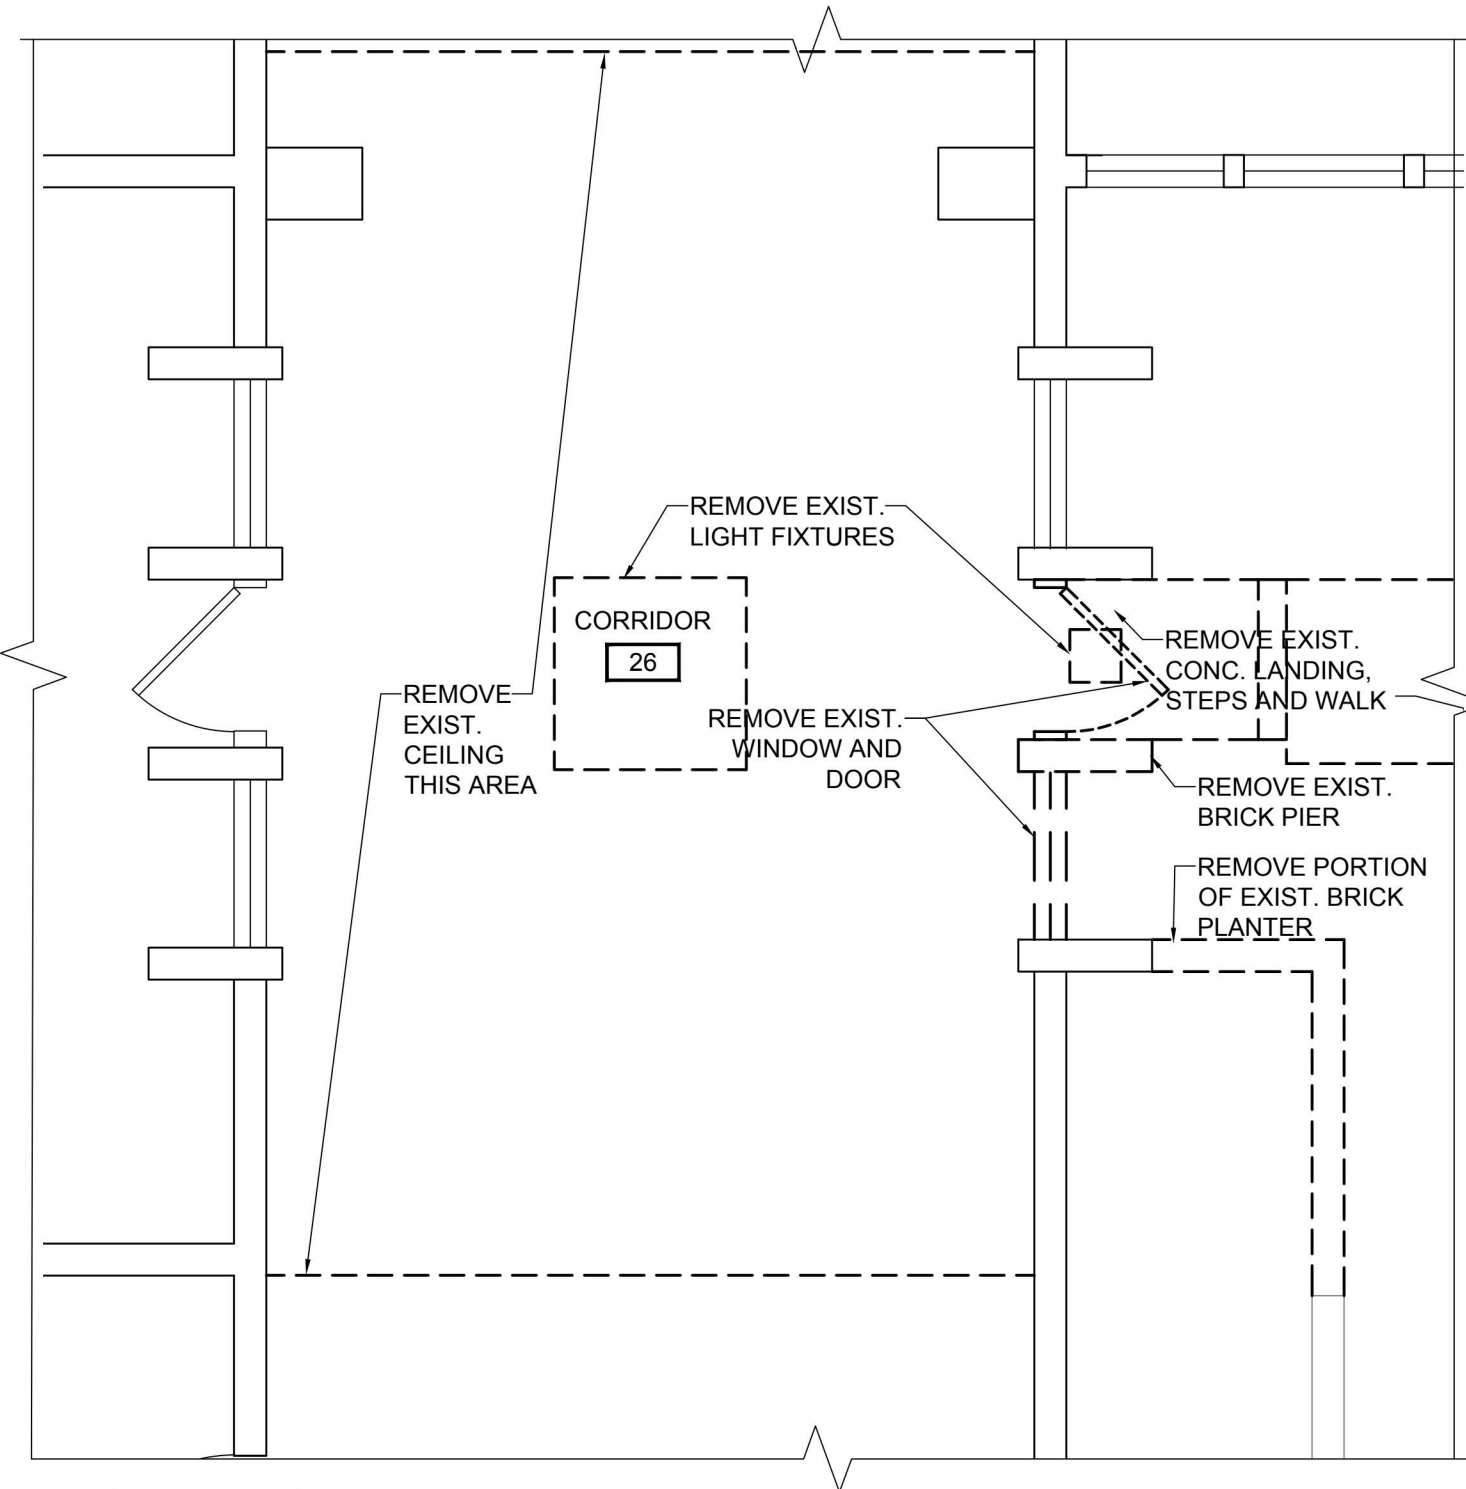 REMOVE EXIST.
LIGHT FIXTURES
CORRIDOR
26
REMOVE
EXIST.
CEILING
THIS AREA
REMOVE EXIST.
WINDOW AND
DOOR
REMOVE EXIST.
CONC. LANDING,
STEPS AND WALK
REMOVE EXIST.
BRICK PIER
REMOVE PORTION
OF EXIST. BRICK
PLANTER